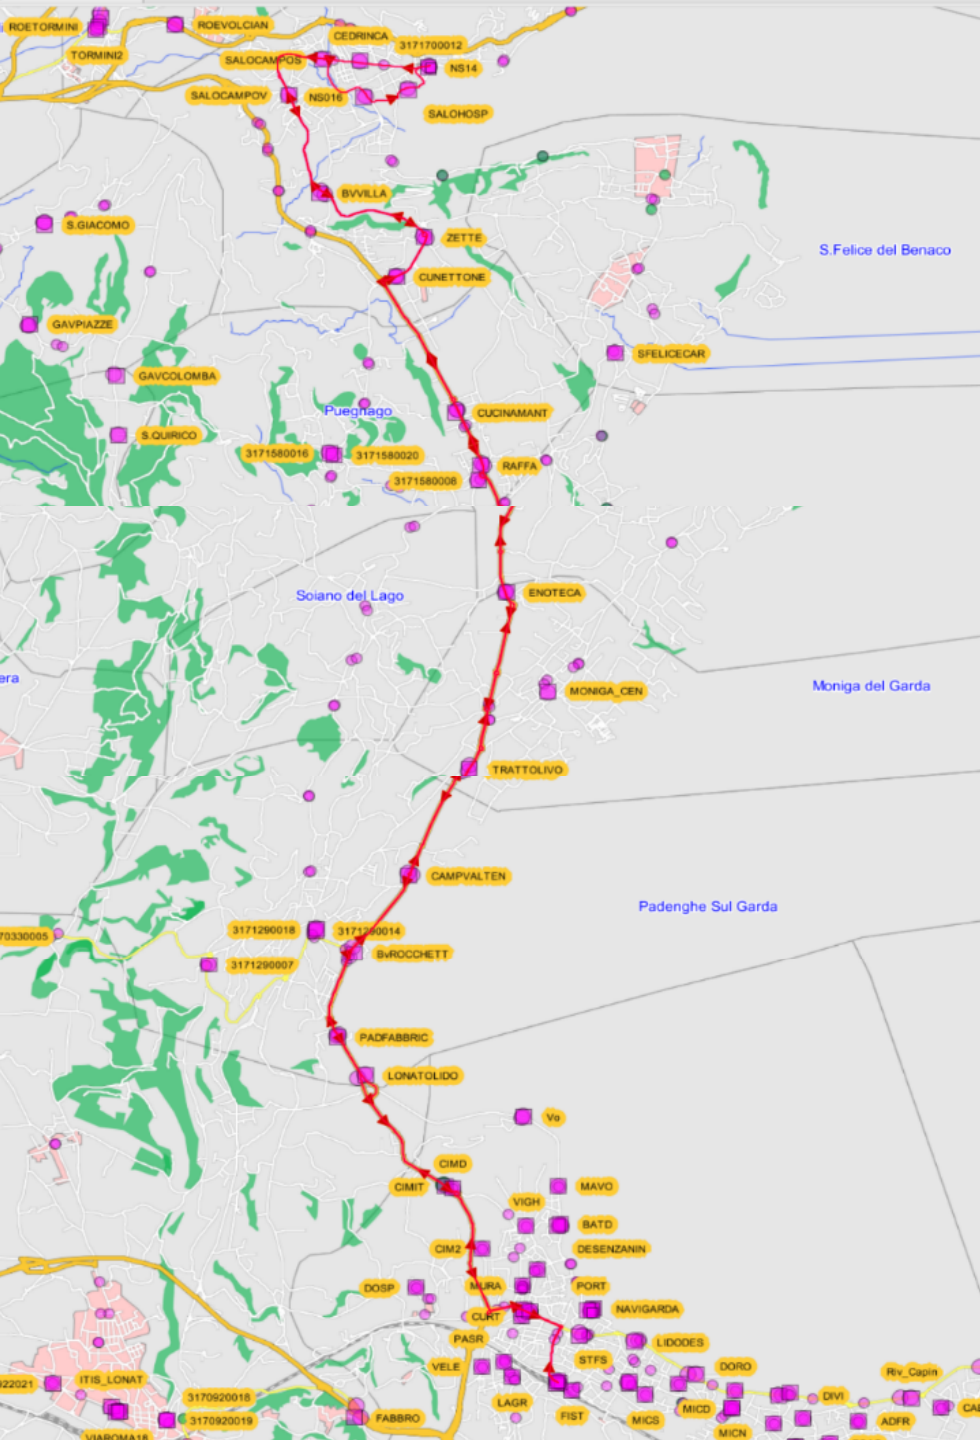 ROETORMINI
ROEVOLCIAN
CEDRINCA
3171700012
TORMINI2
SALOCAMPOS
NS14
SALOCAMPOV
NS016
SALOHOSP
BVVILLA
S.GIACOMO
ZETTE
S.Felice del Benaco
CUNETTONE
GAVPIAZZE
SFELICECAR
GAVCOLOMBA
Puegnago
CUCINAMANT
S.QUIRICO
3171580016
3171580020
RAFFA
3171580008
Soiano del Lago
ENOTECA
era
MONIGA_CEN
Moniga del Garda
TRATTOLIVO
CAMPVALTEN
Padenghe Sul Garda
70330005
3171290018
3171290014
BvROCCHETT
3171290007
PADFABBRIC
LONATOLIDO
Vo
CIMD
CIMIT
MAVO
VIGH
BATD
CIM2
DESENZANIN
DOSP
MURA
PORT
CURT
NAVIGARDA
PASR
LIDODES
VELE
STFS
DORO
Riv_Capin
922021
ITIS_LONAT
3170920018
LAGR
DIVI
CAE
3170920019
FABBRO
FIST
MICS
MICD
ADFR
VIAROMA18
MICN